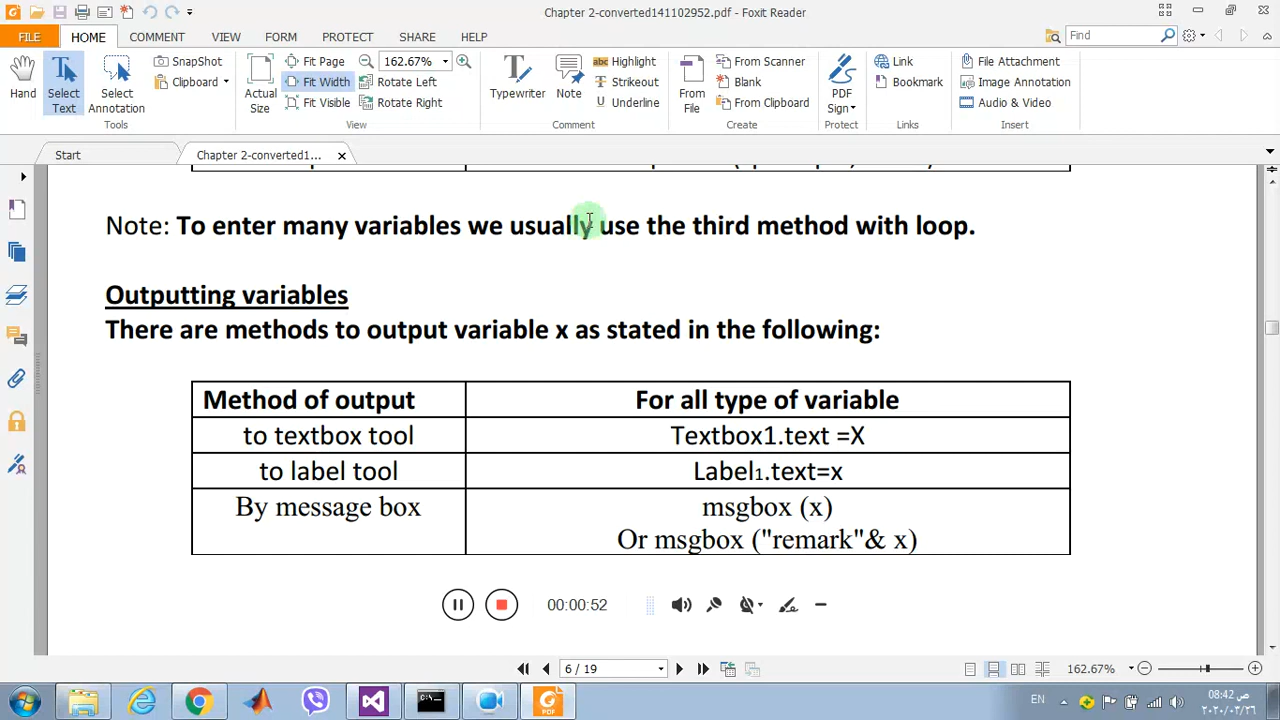 Chapter 2-converted141102952.pdf - Foxit Reader
FILE HOME COMMENT VIEW FORM PROTECT SHARE HELP Find
Hand
Select Text
Select Annotation
SnapShot
Clipboard
Tools
Actual Size
Fit Page
Fit Width
Fit Visible
162.67%
Rotate Left
Rotate Right
View
Typewriter
Note
Highlight
Strikeout
Underline
Comment
From File
From Scanner
Blank
From Clipboard
Create
PDF Sign
Protect
Link
Bookmark
Links
File Attachment
Image Annotation
Audio & Video
Insert
Start Chapter 2-converted1...
Note: To enter many variables we usually use the third method with loop.
Outputting variables
There are methods to output variable x as stated in the following:
Method of output For all type of variable
to textbox tool Textbox1.text =X
to label tool Label1.text=x
By message box msgbox (x)
Or msgbox ("remark"& x)
00:00:52
6 / 19 162.67%
EN 08:42 ص
٢٠٢٠/٠٣/٢٦